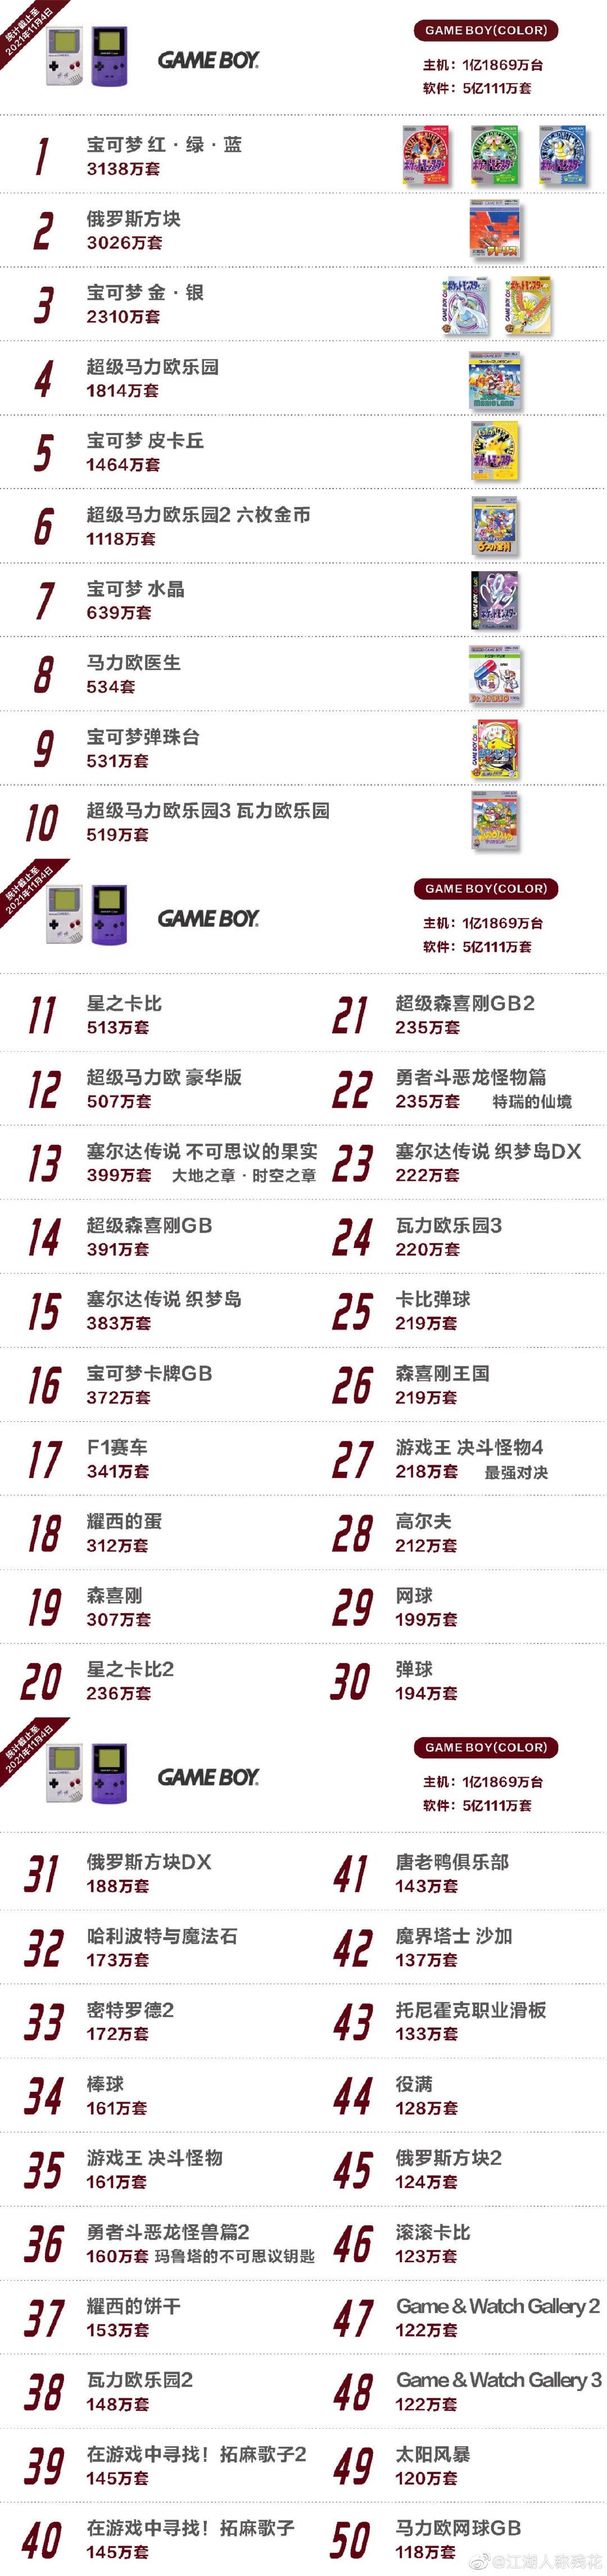 统计截止至
2021年11月4日
GAME BOY
GAME BOY(COLOR)
主机：1亿1869万台
软件：5亿111万套
1
宝可梦 红·绿·蓝
3138万套
2
俄罗斯方块
3026万套
3
宝可梦 金·银
2310万套
4
超级马力欧乐园
1814万套
5
宝可梦 皮卡丘
1464万套
6
超级马力欧乐园2 六枚金币
1118万套
7
宝可梦 水晶
639万套
8
马力欧医生
534套
9
宝可梦弹珠台
531万套
10
超级马力欧乐园3 瓦力欧乐园
519万套
统计截止至
2021年11月4日
GAME BOY
GAME BOY(COLOR)
主机：1亿1869万台
软件：5亿111万套
11
星之卡比
513万套
12
超级马力欧 豪华版
507万套
13
塞尔达传说 不可思议的果实
399万套 大地之章·时空之章
14
超级森喜刚GB
391万套
15
塞尔达传说 织梦岛
383万套
16
宝可梦卡牌GB
372万套
17
F1赛车
341万套
18
耀西的蛋
312万套
19
森喜刚
307万套
20
星之卡比2
236万套
21
超级森喜刚GB2
235万套
22
勇者斗恶龙怪物篇
235万套 特瑞的仙境
23
塞尔达传说 织梦岛DX
222万套
24
瓦力欧乐园3
220万套
25
卡比弹球
219万套
26
森喜刚王国
219万套
27
游戏王 决斗怪物4
218万套 最强对决
28
高尔夫
212万套
29
网球
199万套
30
弹球
194万套
统计截止至
2021年11月4日
GAME BOY
GAME BOY(COLOR)
主机：1亿1869万台
软件：5亿111万套
31
俄罗斯方块DX
188万套
32
哈利波特与魔法石
173万套
33
密特罗德2
172万套
34
棒球
161万套
35
游戏王 决斗怪物
161万套
36
勇者斗恶龙怪兽篇2
160万套 玛鲁塔的不可思议钥匙
37
耀西的饼干
153万套
38
瓦力欧乐园2
148万套
39
在游戏中寻找！拓麻歌子2
145万套
40
在游戏中寻找！拓麻歌子
145万套
41
唐老鸭俱乐部
143万套
42
魔界塔士 沙加
137万套
43
托尼霍克职业滑板
133万套
44
役满
128万套
45
俄罗斯方块2
124万套
46
滚滚卡比
123万套
47
Game & Watch Gallery 2
122万套
48
Game & Watch Gallery 3
122万套
49
太阳风暴
120万套
50
马力欧网球GB
118万套
@江湖人称残花